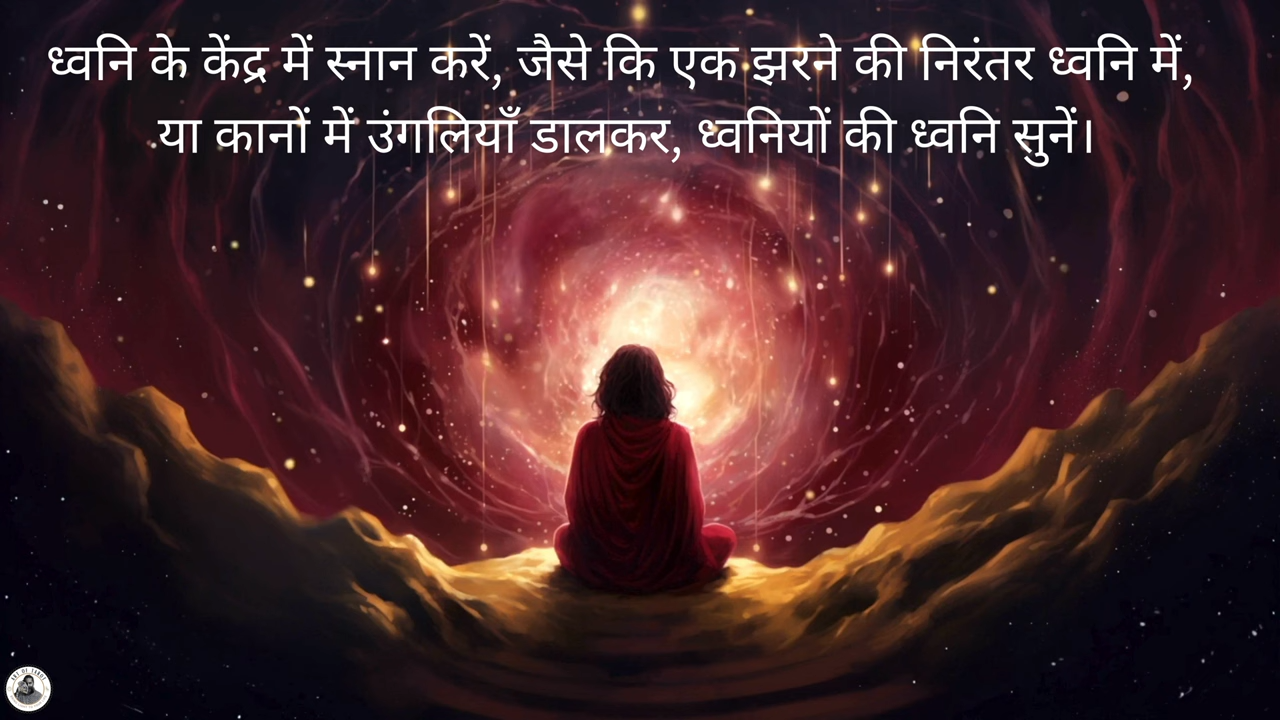 ध्वनि के केंद्र में स्नान करें, जैसे कि एक झरने की निरंतर ध्वनि में,
या कानों में उंगलियाँ डालकर, ध्वनियों की ध्वनि सुनें।